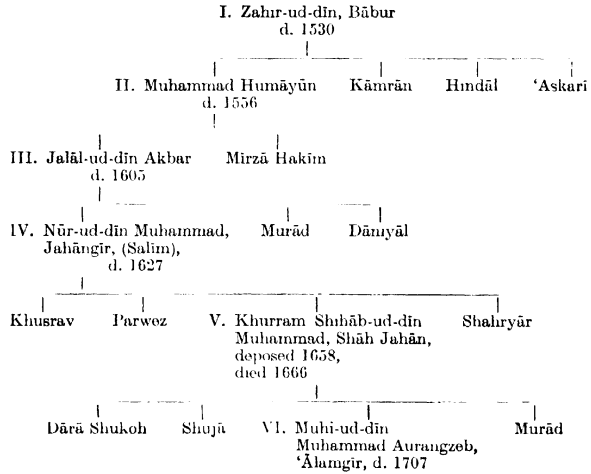 I. Zahir-ud-dīn, Bābur
d. 1530
II. Muhammad Humāyūn Kāmrān Hindāl ‘Askari
d. 1556
III. Jalāl-ud-dīn Akbar Mirzā Hakīm
d. 1605
IV. Nūr-ud-dīn Muhammad, Murād Dāniyāl
Jahāngīr, (Salim),
d. 1627
Khusrav Parwez V. Khurram Shihāb-ud-dīn Shahryār
Muhammad, Shāh Jahān,
deposed 1658,
died 1666
Dārā Shukoh Shujā VI. Muhi-ud-dīn Murād
Muhammad Aurangzeb,
‘Ālamgīr, d. 1707